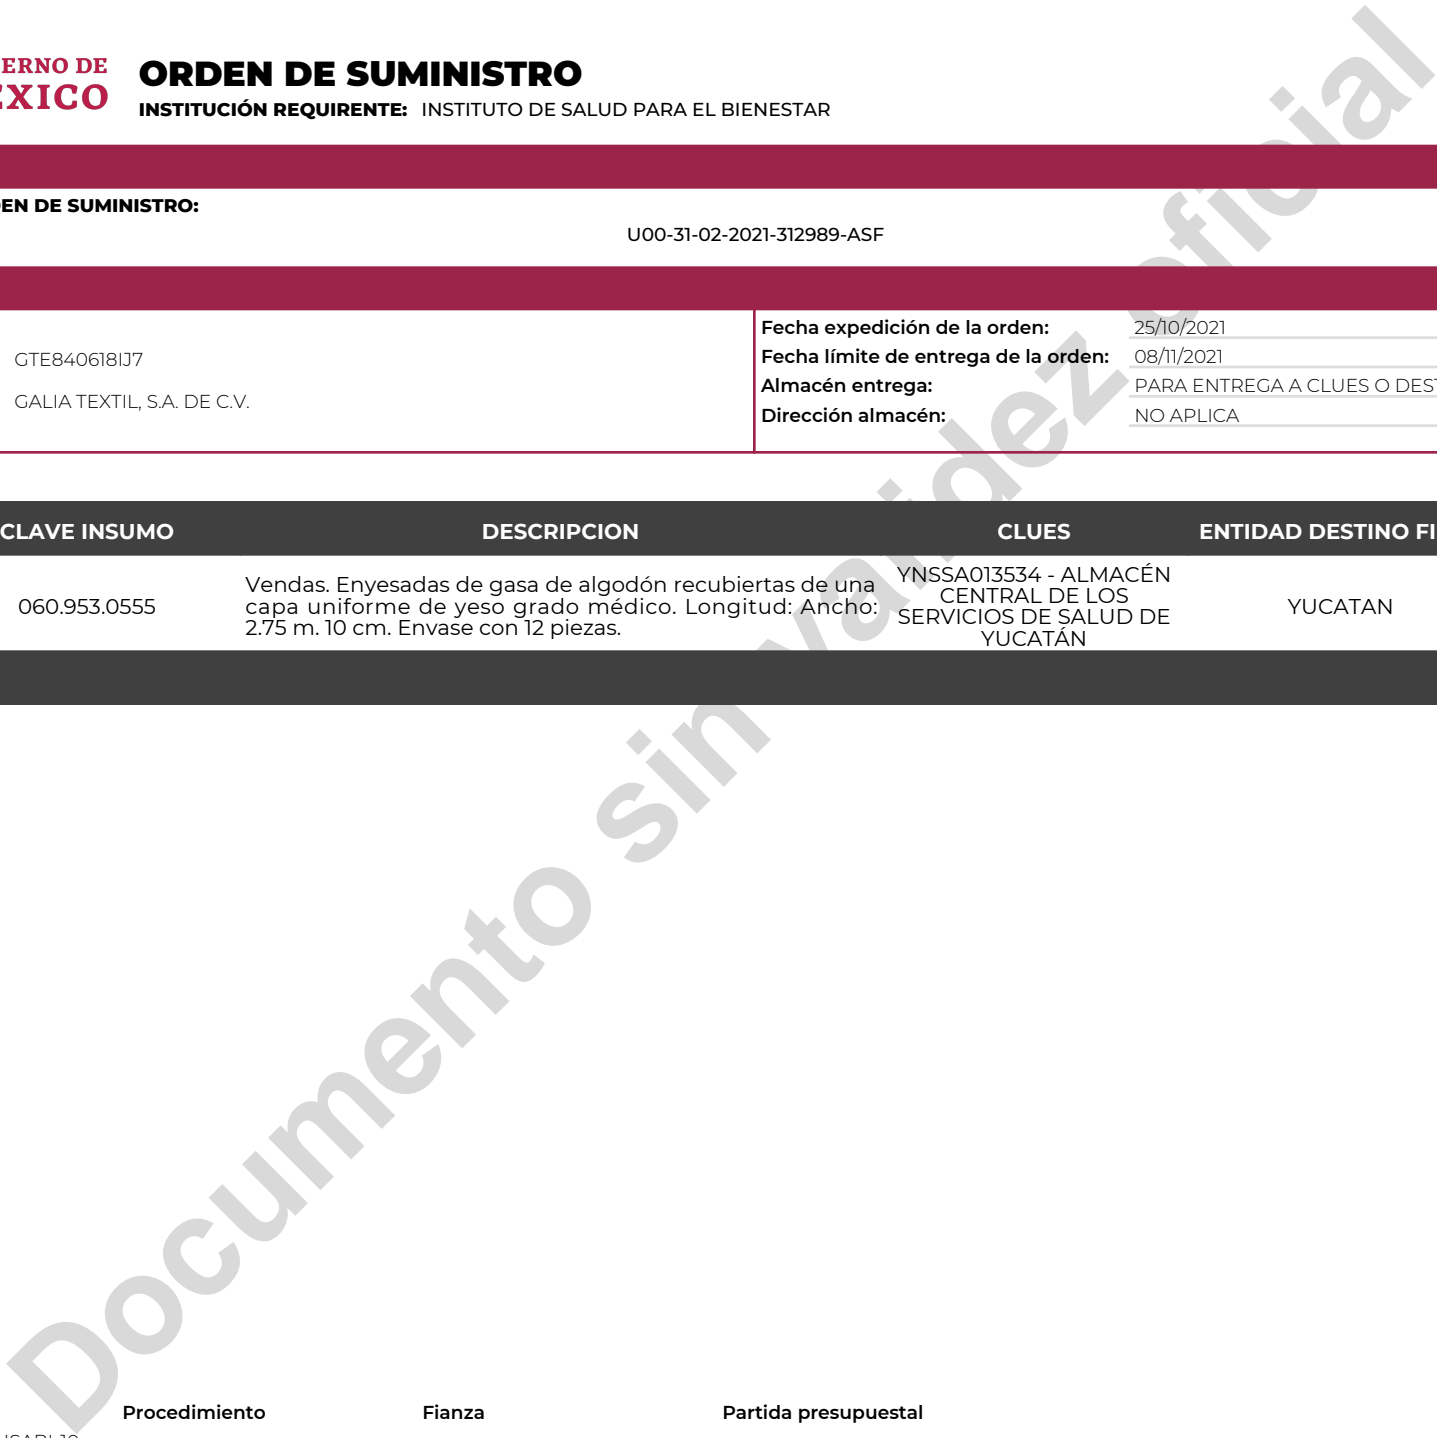 ERNO DE
EXICO
ORDEN DE SUMINISTRO
INSTITUCIÓN REQUIRENTE: INSTITUTO DE SALUD PARA EL BIENESTAR
EN DE SUMINISTRO:
U00-31-02-2021-312989-ASF
GTE840618IJ7
GALIA TEXTIL, S.A. DE C.V.
Fecha expedición de la orden: 25/10/2021
Fecha límite de entrega de la orden: 08/11/2021
Almacén entrega: PARA ENTREGA A CLUES O DEST
Dirección almacén: NO APLICA
CLAVE INSUMO DESCRIPCION CLUES ENTIDAD DESTINO FI
060.953.0555
Vendas. Enyesadas de gasa de algodón recubiertas de una
capa uniforme de yeso grado médico. Longitud: Ancho:
2.75 m. 10 cm. Envase con 12 piezas.
YNSSA013534 - ALMACÉN
CENTRAL DE LOS
SERVICIOS DE SALUD DE
YUCATÁN
YUCATAN
Documento sin validez oficial
Procedimiento Fianza Partida presupuestal